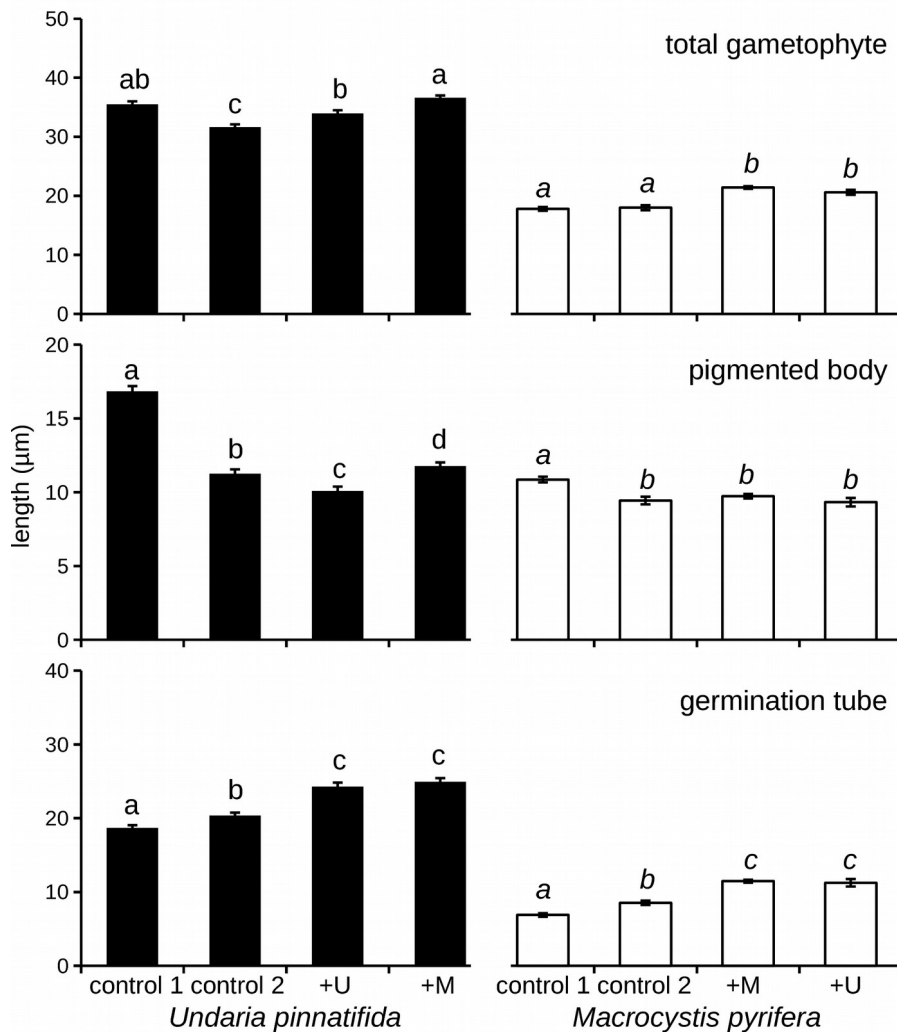 total gametophyte
50
40
30
20
10
0
ab
c
b
a
a
a
b
b
pigmented body
length (µm)
20
15
10
5
0
a
b
c
d
a
b
b
b
germination tube
40
30
20
10
0
a
b
c
c
a
b
c
c
control 1 control 2 +U +M control 1 control 2 +M +U
Undaria pinnatifida Macrocystis pyrifera